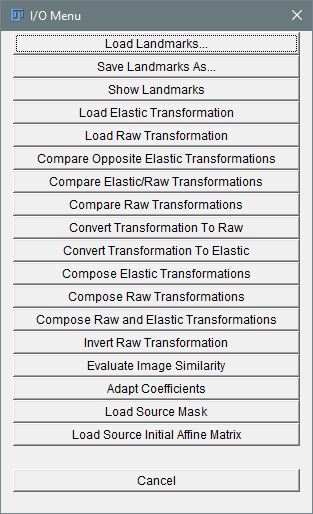 I/O Menu
Load Landmarks...
Save Landmarks As...
Show Landmarks
Load Elastic Transformation
Load Raw Transformation
Compare Opposite Elastic Transformations
Compare Elastic/Raw Transformations
Compare Raw Transformations
Convert Transformation To Raw
Convert Transformation To Elastic
Compose Elastic Transformations
Compose Raw Transformations
Compose Raw and Elastic Transformations
Invert Raw Transformation
Evaluate Image Similarity
Adapt Coefficients
Load Source Mask
Load Source Initial Affine Matrix
Cancel